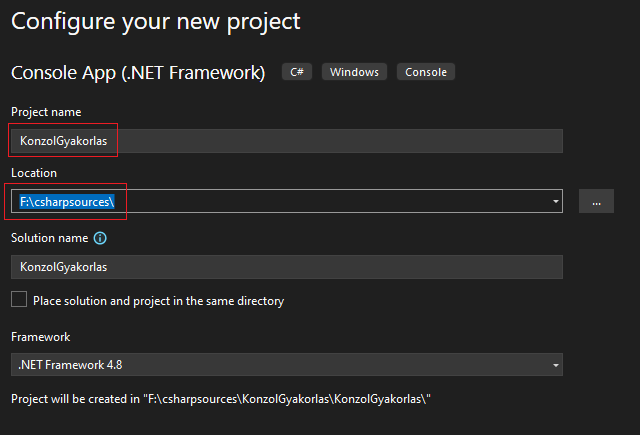 Configure your new project
Console App (.NET Framework) C# Windows Console
Project name
KonzolGyakorlas
Location
F:\csharpsources\
...
Solution name
KonzolGyakorlas
Place solution and project in the same directory
Framework
.NET Framework 4.8
Project will be created in "F:\csharpsources\KonzolGyakorlas\KonzolGyakorlas\"